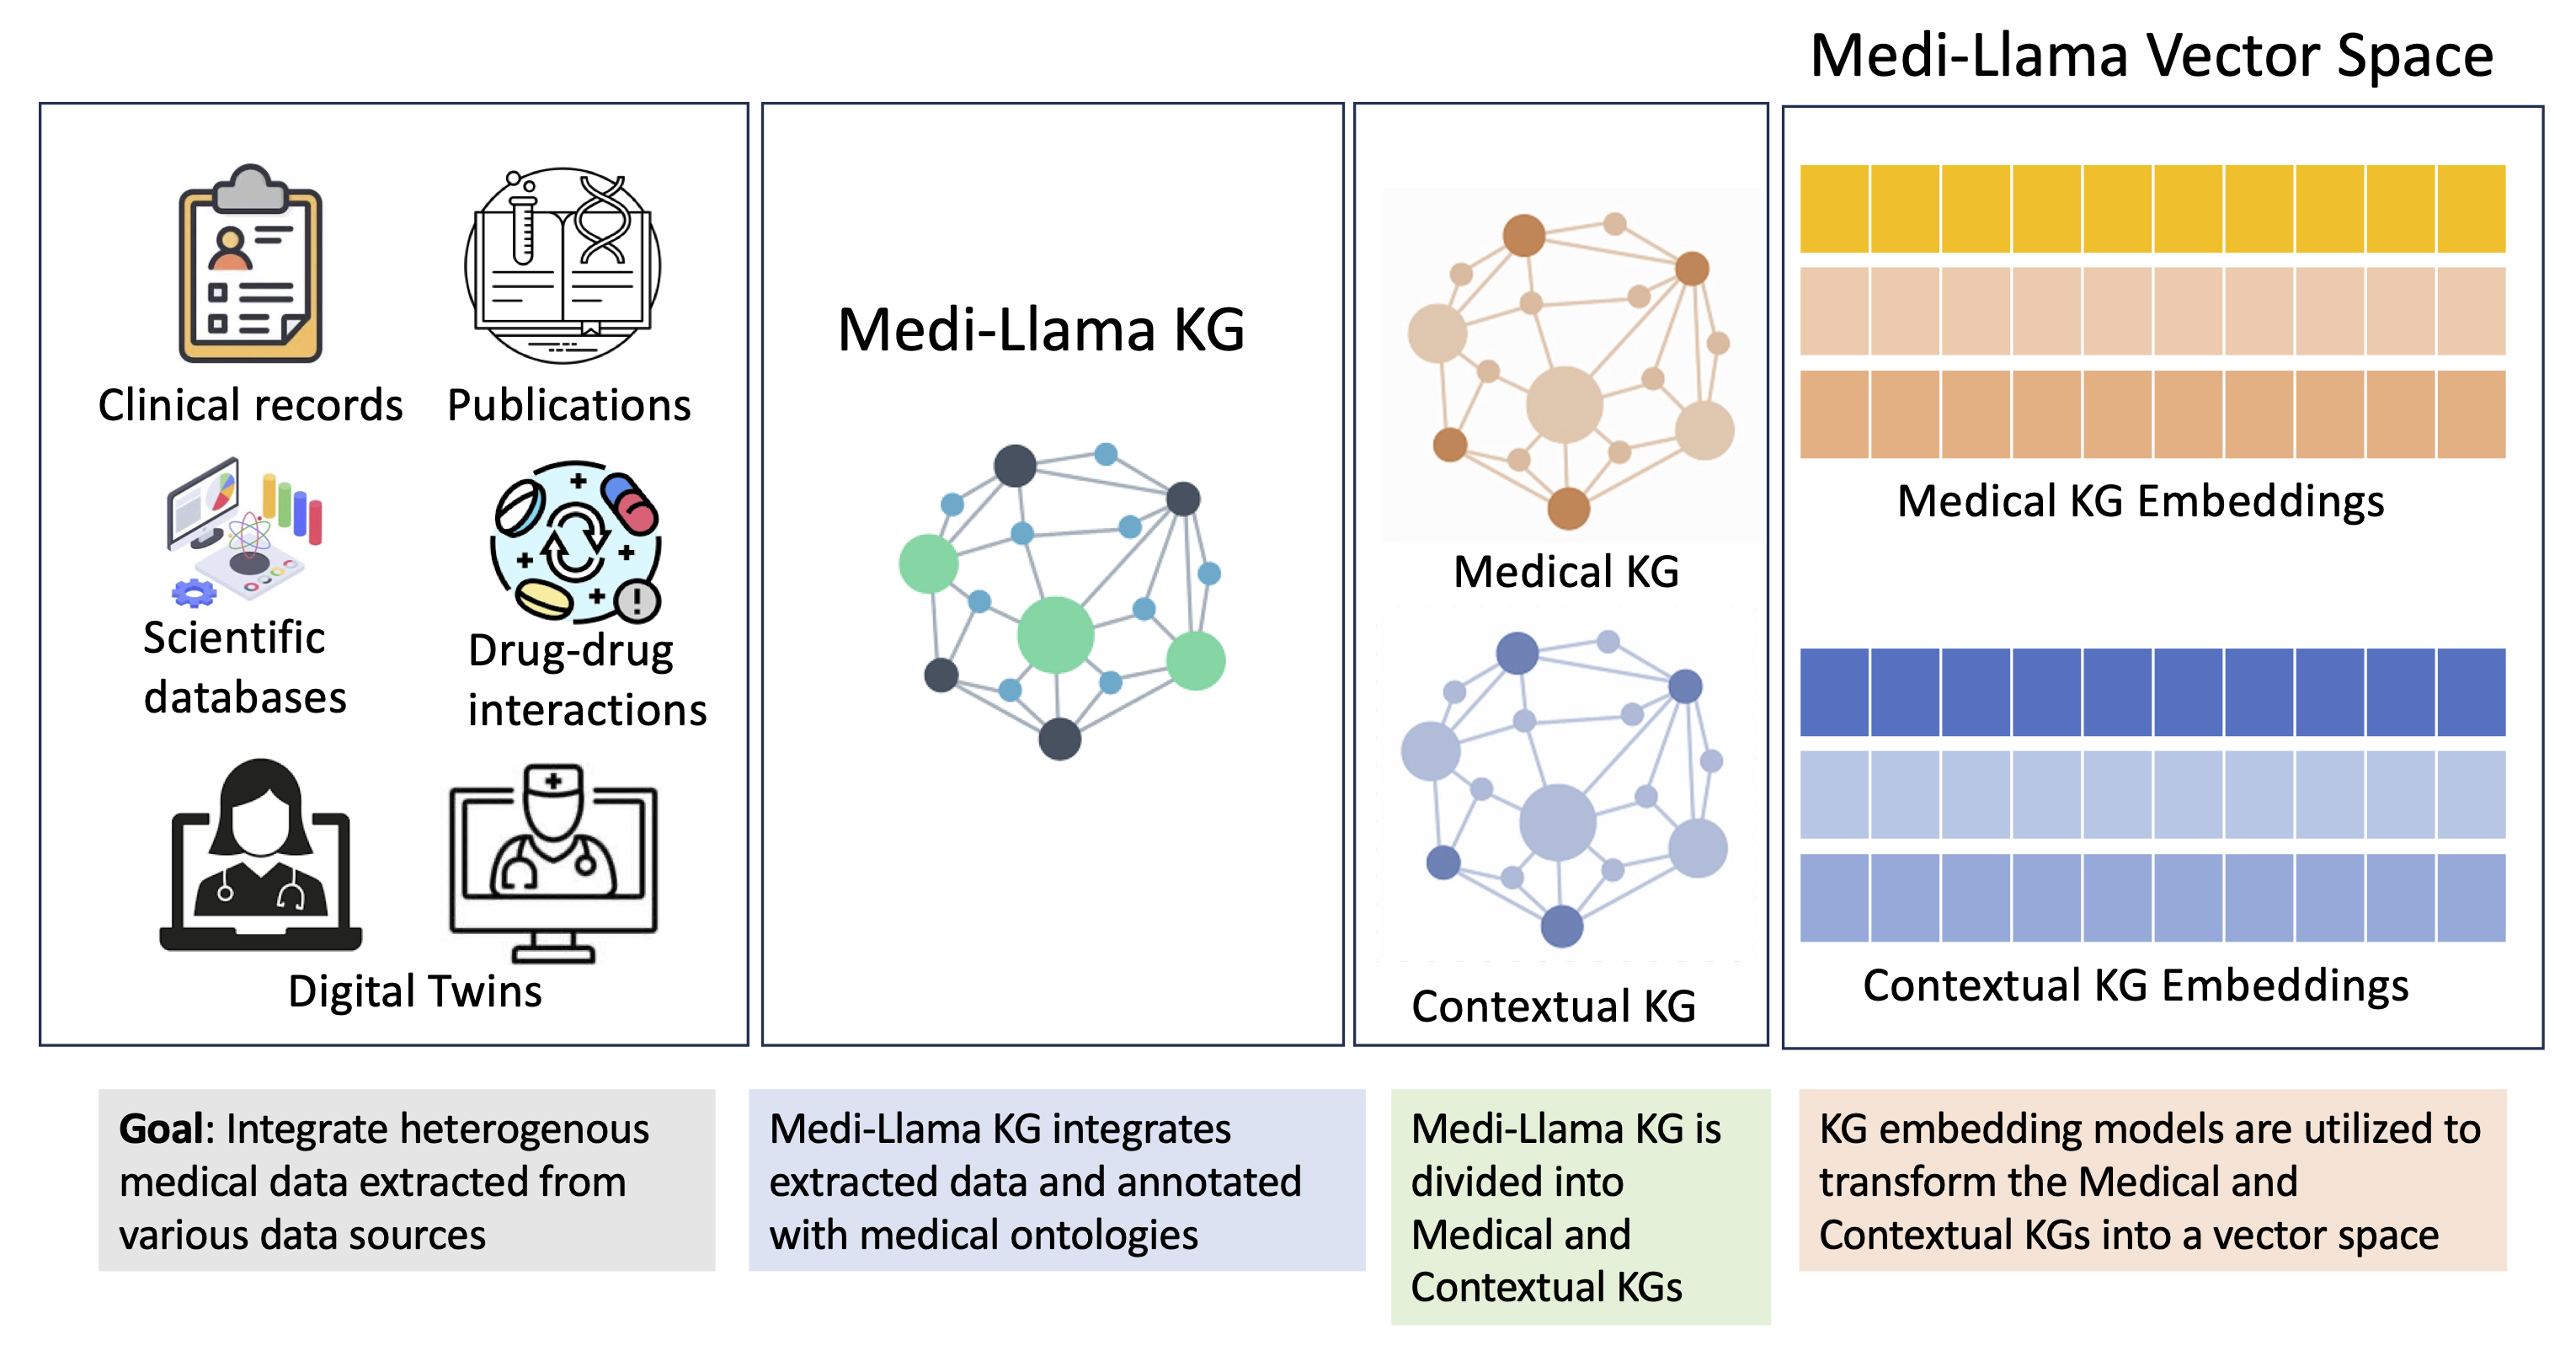 Medi-Llama Vector Space
Clinical records
Publications
Scientific
databases
Drug-drug
interactions
Digital Twins
Medi-Llama KG
Medical KG
Contextual KG
Medical KG Embeddings
Contextual KG Embeddings
Goal: Integrate heterogenous
medical data extracted from
various data sources
Medi-Llama KG integrates
extracted data and annotated
with medical ontologies
Medi-Llama KG is
divided into
Medical and
Contextual KGs
KG embedding models are utilized to
transform the Medical and
Contextual KGs into a vector space